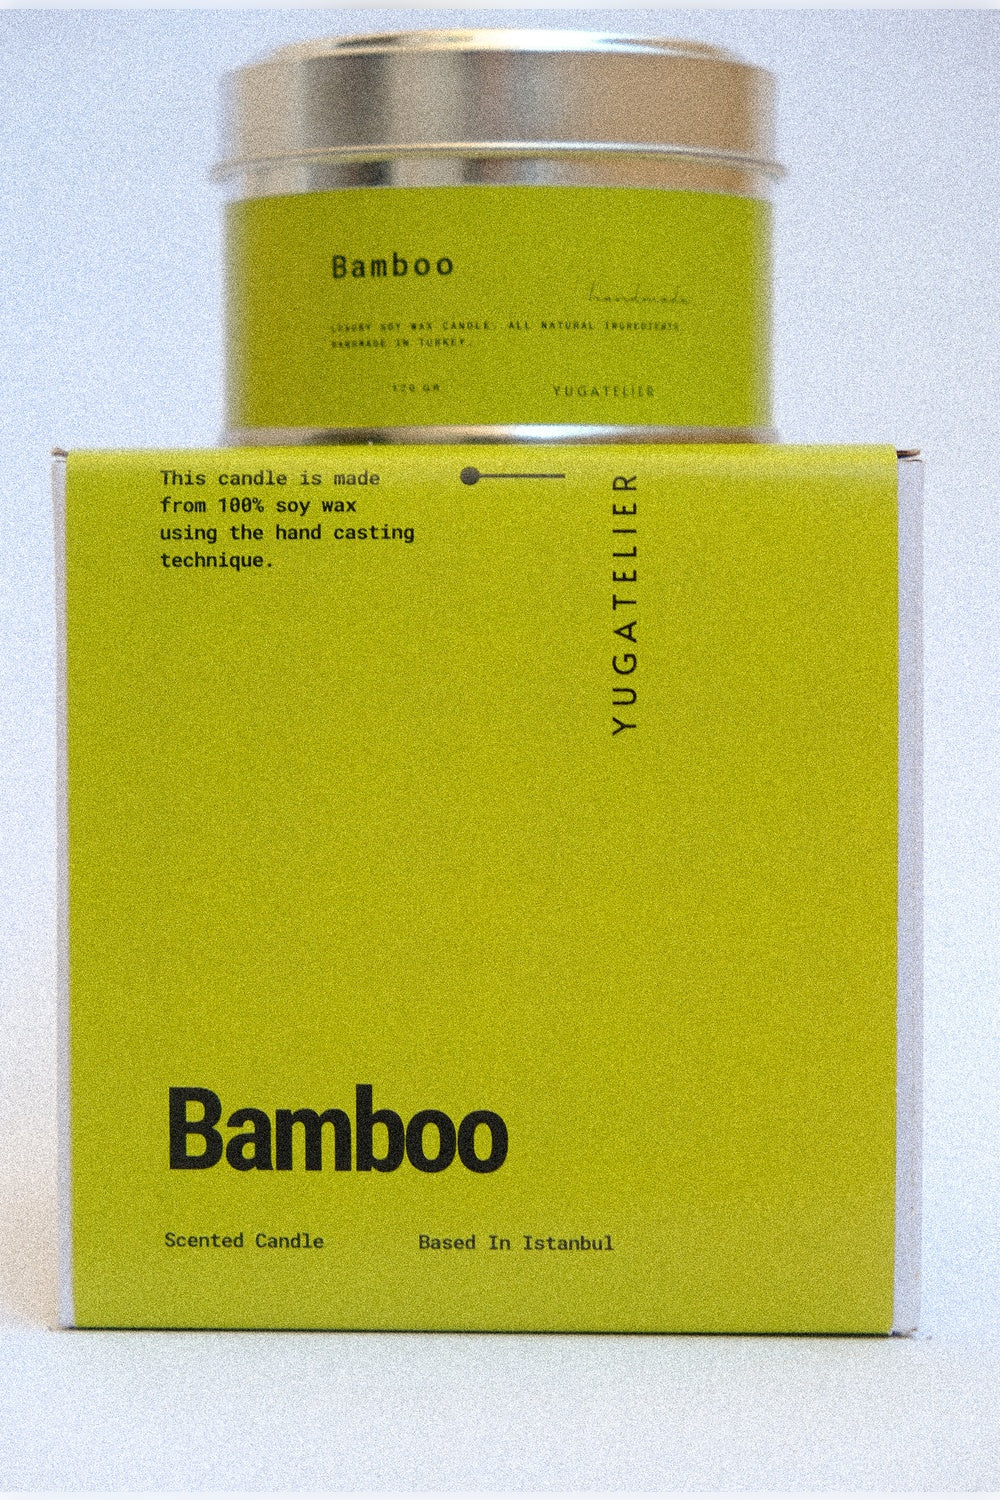 Bamboo
handmade
LUXURY SOY WAX CANDLE. ALL NATURAL INGREDIENTS
HANDMADE IN TURKEY.
120 GR
YUGATELIER
This candle is made
from 100% soy wax
using the hand casting
technique.
YUGATELIER
Bamboo
Scented Candle
Based In Istanbul